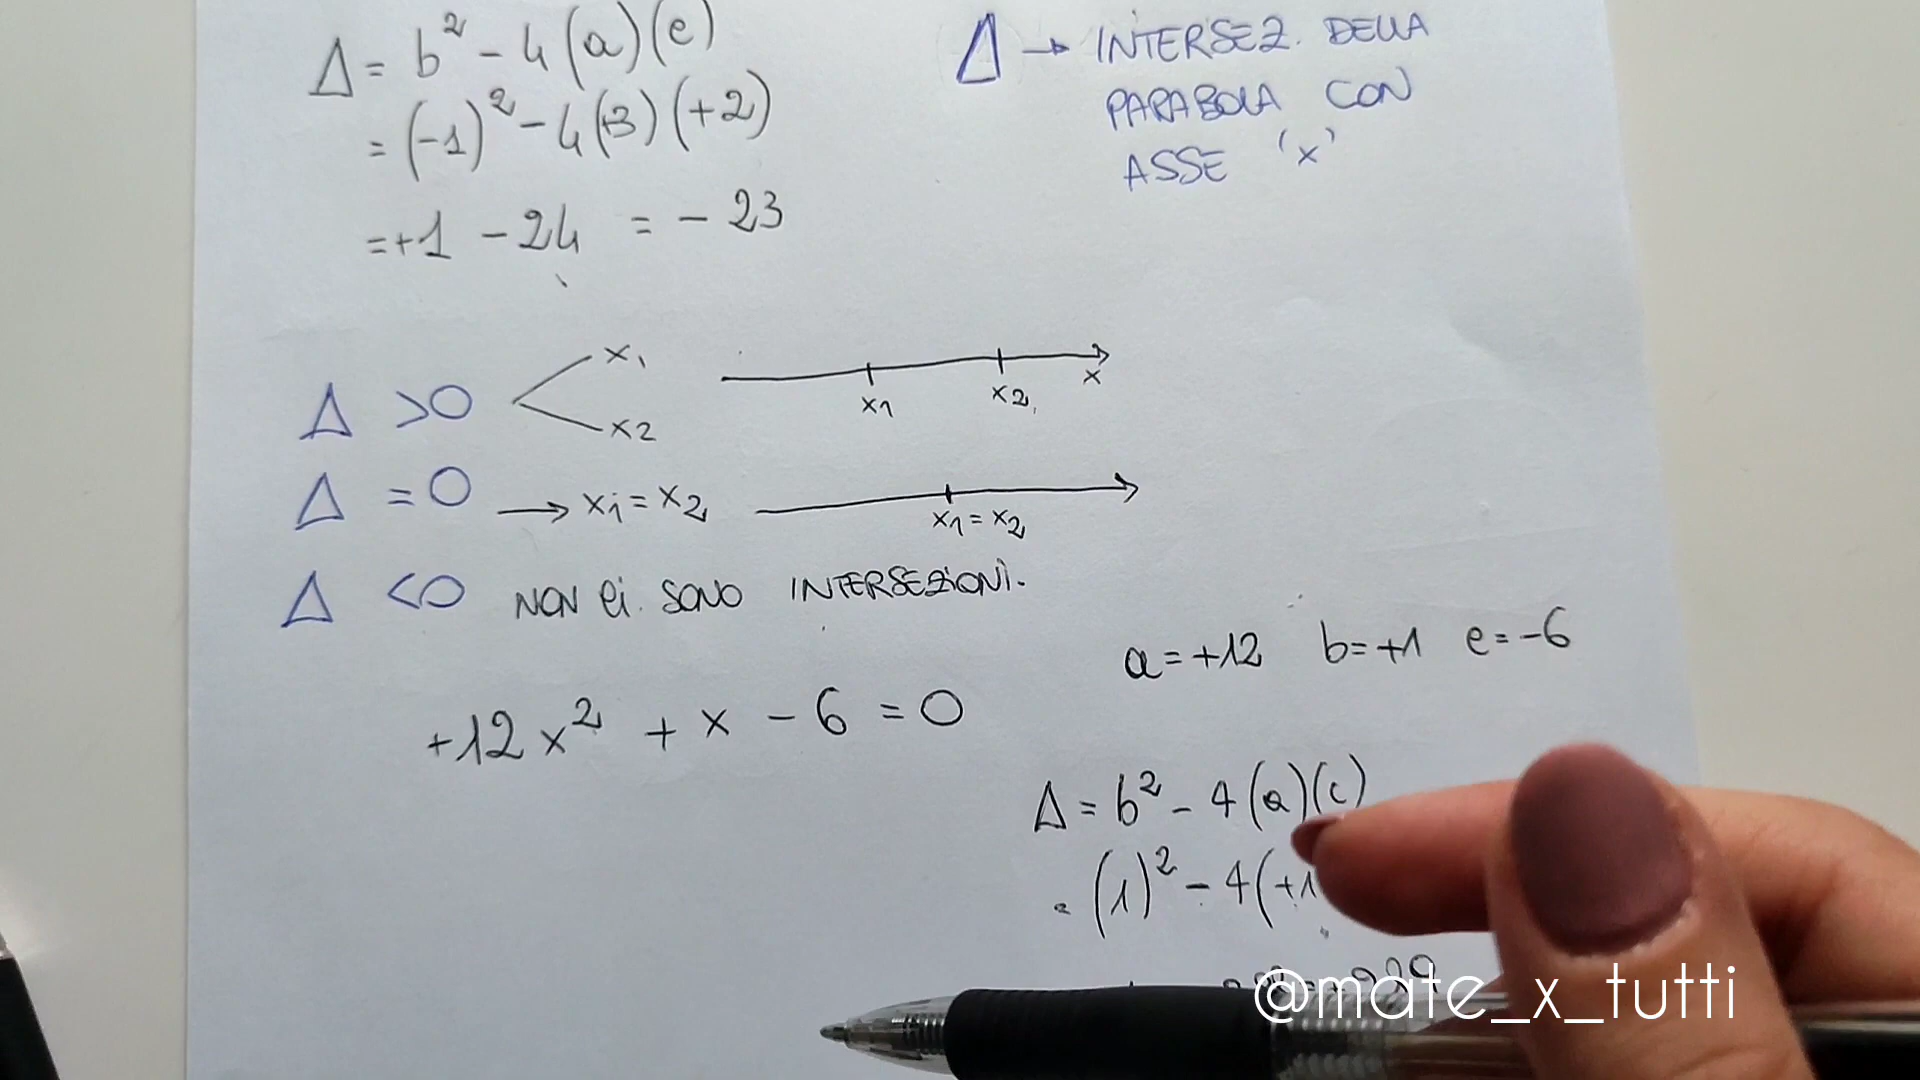 Δ = b² - 4(a)(c)
= (-1)² - 4(+3)(+2)
= +1 - 24 = - 23
Δ → INTERSEZ. DELLA
PARABOLA CON
ASSE 'x'
Δ > 0
x₁
x₂
x₁ x₂ x
Δ = 0 → x₁ = x₂
x₁ = x₂
Δ < 0 NON ci SONO INTERSEZIONI.
a = +12 b = +1 c = -6
+12x² + x - 6 = 0
Δ = b² - 4(a)(c)
= (1)² - 4(+1
@mate_x_tutti